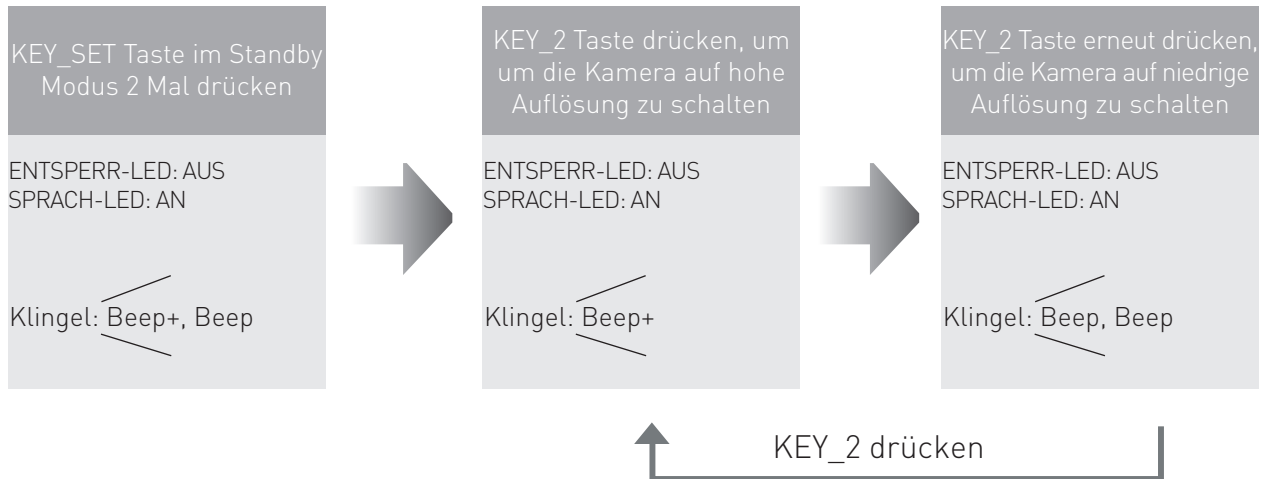 KEY_SET Taste im Standby
Modus 2 Mal drücken
ENTSPERR-LED: AUS
SPRACH-LED: AN
Klingel: Beep+, Beep
KEY_2 Taste drücken, um
um die Kamera auf hohe
Auflösung zu schalten
ENTSPERR-LED: AUS
SPRACH-LED: AN
Klingel: Beep+
KEY_2 Taste erneut drücken,
um die Kamera auf niedrige
Auflösung zu schalten
ENTSPERR-LED: AUS
SPRACH-LED: AN
Klingel: Beep, Beep
KEY_2 drücken